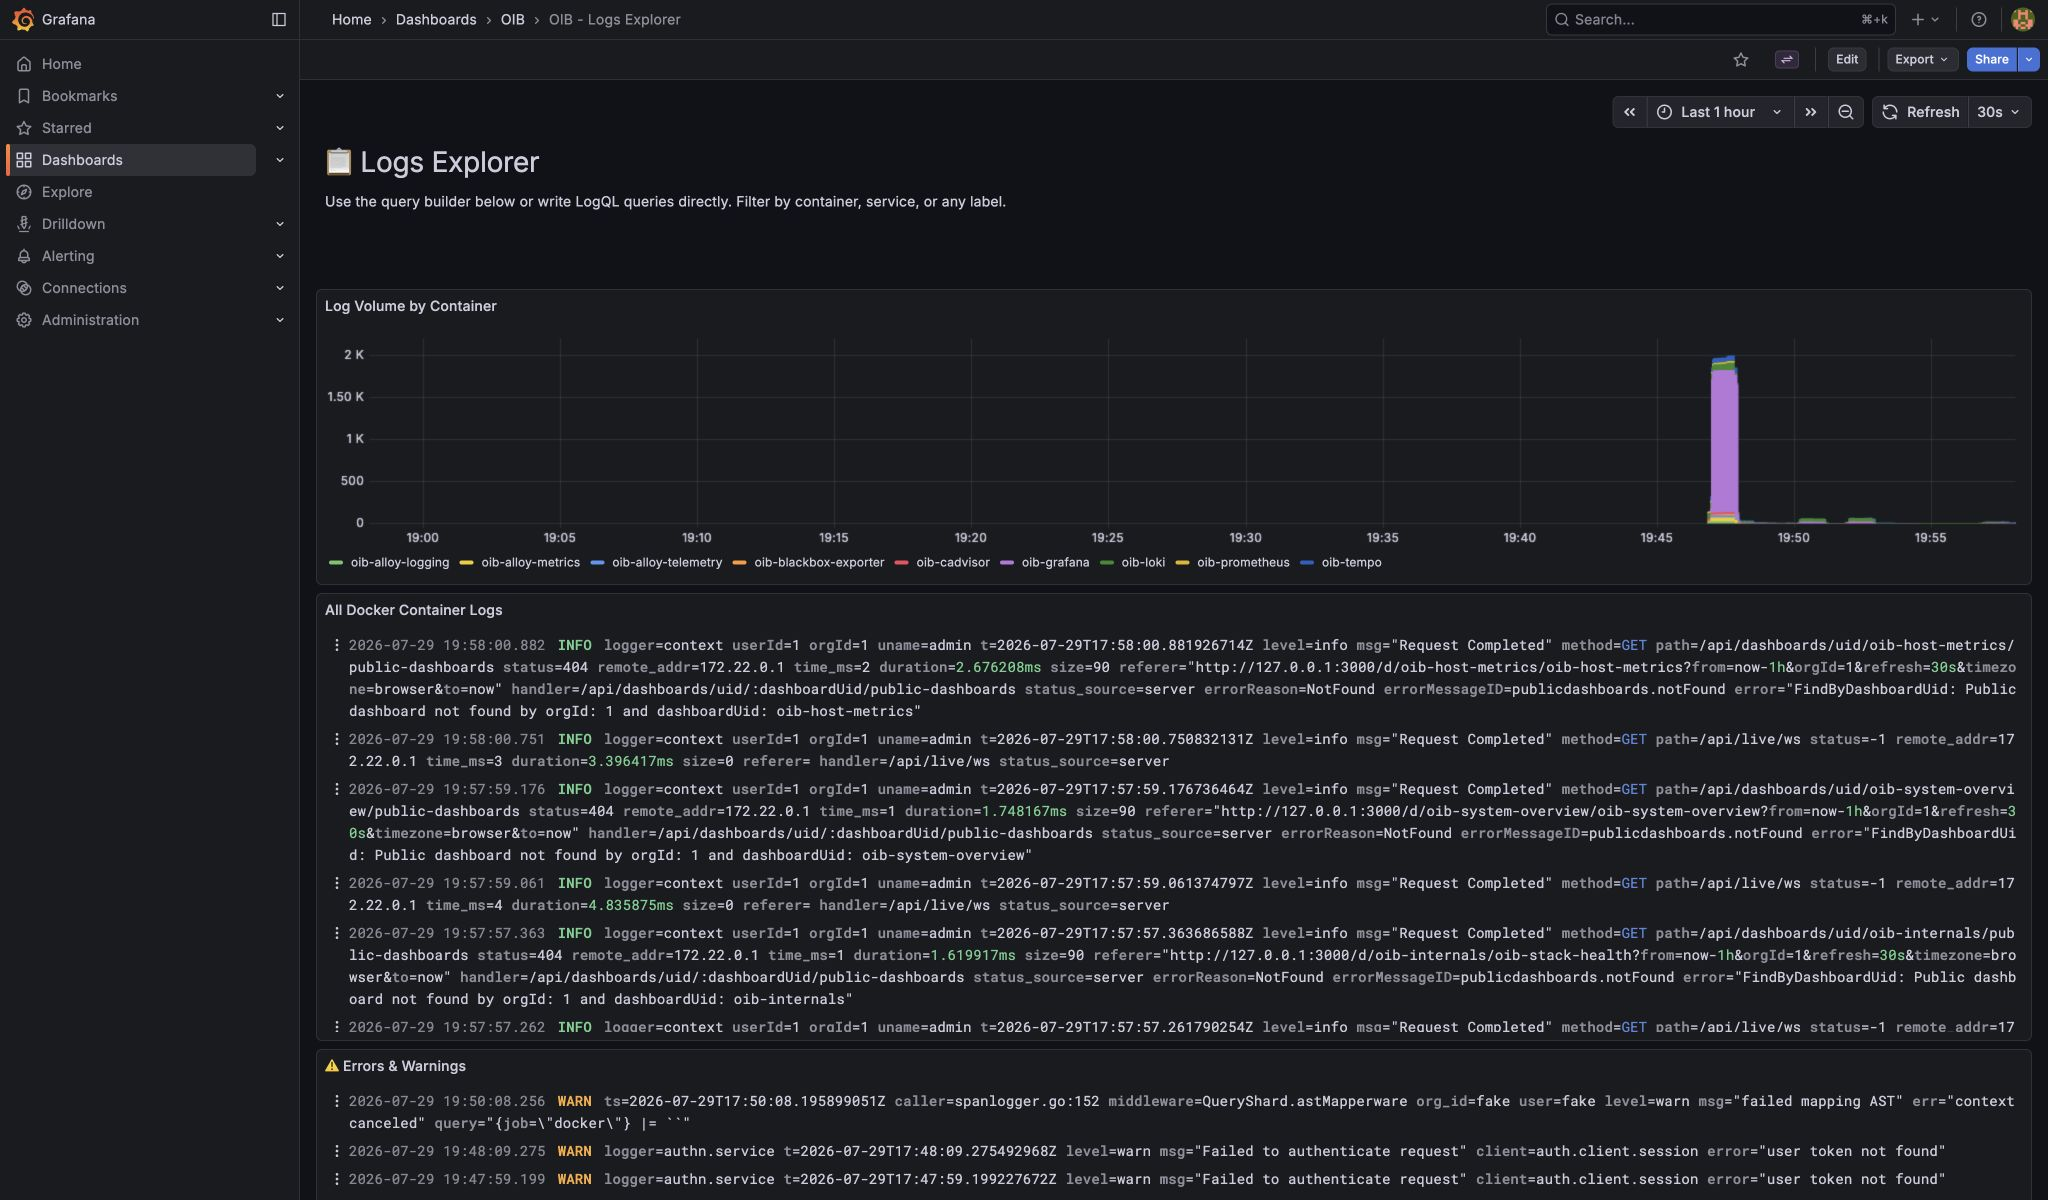 Grafana
Home › Dashboards › OIB › OIB - Logs Explorer
Search...
⌘+k
Edit
Export
Share
Home
Bookmarks
Starred
Dashboards
Explore
Drilldown
Alerting
Connections
Administration
Last 1 hour
Refresh
30s
📋 Logs Explorer
Use the query builder below or write LogQL queries directly. Filter by container, service, or any label.
Log Volume by Container
2 K
1.50 K
1 K
500
0
19:00 19:05 19:10 19:15 19:20 19:25 19:30 19:35 19:40 19:45 19:50 19:55
oib-alloy-logging oib-alloy-metrics oib-alloy-telemetry oib-blackbox-exporter oib-cadvisor oib-grafana oib-loki oib-prometheus oib-tempo
All Docker Container Logs
2026-07-29 19:58:00.882 INFO logger=context userId=1 orgId=1 uname=admin t=2026-07-29T17:58:00.881926714Z level=info msg="Request Completed" method=GET path=/api/dashboards/uid/oib-host-metrics/
public-dashboards status=404 remote_addr=172.22.0.1 time_ms=2 duration=2.676208ms size=90 referer="http://127.0.0.1:3000/d/oib-host-metrics/oib-host-metrics?from=now-1h&orgId=1&refresh=30s&timezo
ne=browser&to=now" handler=/api/dashboards/uid/:dashboardUid/public-dashboards status_source=server errorReason=NotFound errorMessageID=publicdashboards.notFound error="FindByDashboardUid: Public
dashboard not found by orgId: 1 and dashboardUid: oib-host-metrics"
2026-07-29 19:58:00.751 INFO logger=context userId=1 orgId=1 uname=admin t=2026-07-29T17:58:00.750832131Z level=info msg="Request Completed" method=GET path=/api/live/ws status=-1 remote_addr=17
2.22.0.1 time_ms=3 duration=3.396417ms size=0 referer= handler=/api/live/ws status_source=server
2026-07-29 19:57:59.176 INFO logger=context userId=1 orgId=1 uname=admin t=2026-07-29T17:57:59.176736464Z level=info msg="Request Completed" method=GET path=/api/dashboards/uid/oib-system-overvi
ew/public-dashboards status=404 remote_addr=172.22.0.1 time_ms=1 duration=1.748167ms size=90 referer="http://127.0.0.1:3000/d/oib-system-overview/oib-system-overview?from=now-1h&orgId=1&refresh=3
0s&timezone=browser&to=now" handler=/api/dashboards/uid/:dashboardUid/public-dashboards status_source=server errorReason=NotFound errorMessageID=publicdashboards.notFound error="FindByDashboardUi
d: Public dashboard not found by orgId: 1 and dashboardUid: oib-system-overview"
2026-07-29 19:57:59.061 INFO logger=context userId=1 orgId=1 uname=admin t=2026-07-29T17:57:59.061374797Z level=info msg="Request Completed" method=GET path=/api/live/ws status=-1 remote_addr=17
2.22.0.1 time_ms=4 duration=4.835875ms size=0 referer= handler=/api/live/ws status_source=server
2026-07-29 19:57:57.363 INFO logger=context userId=1 orgId=1 uname=admin t=2026-07-29T17:57:57.363686588Z level=info msg="Request Completed" method=GET path=/api/dashboards/uid/oib-internals/pub
lic-dashboards status=404 remote_addr=172.22.0.1 time_ms=1 duration=1.619917ms size=90 referer="http://127.0.0.1:3000/d/oib-internals/oib-stack-health?from=now-1h&orgId=1&refresh=30s&timezone=bro
wser&to=now" handler=/api/dashboards/uid/:dashboardUid/public-dashboards status_source=server errorReason=NotFound errorMessageID=publicdashboards.notFound error="FindByDashboardUid: Public dashb
oard not found by orgId: 1 and dashboardUid: oib-internals"
2026-07-29 19:57:57.262 INFO logger=context userId=1 orgId=1 uname=admin t=2026-07-29T17:57:57.261790254Z level=info msg="Request Completed" method=GET path=/api/live/ws status=-1 remote_addr=17
⚠ Errors & Warnings
2026-07-29 19:50:08.256 WARN ts=2026-07-29T17:50:08.195899051Z caller=spanlogger.go:152 middleware=QueryShard.astMapperware org_id=fake user=fake level=warn msg="failed mapping AST" err="context
canceled" query="{job=\"docker\"} |= ``"
2026-07-29 19:48:09.275 WARN logger=authn.service t=2026-07-29T17:48:09.275492968Z level=warn msg="Failed to authenticate request" client=auth.client.session error="user token not found"
2026-07-29 19:47:59.199 WARN logger=authn.service t=2026-07-29T17:47:59.199227672Z level=warn msg="Failed to authenticate request" client=auth.client.session error="user token not found"